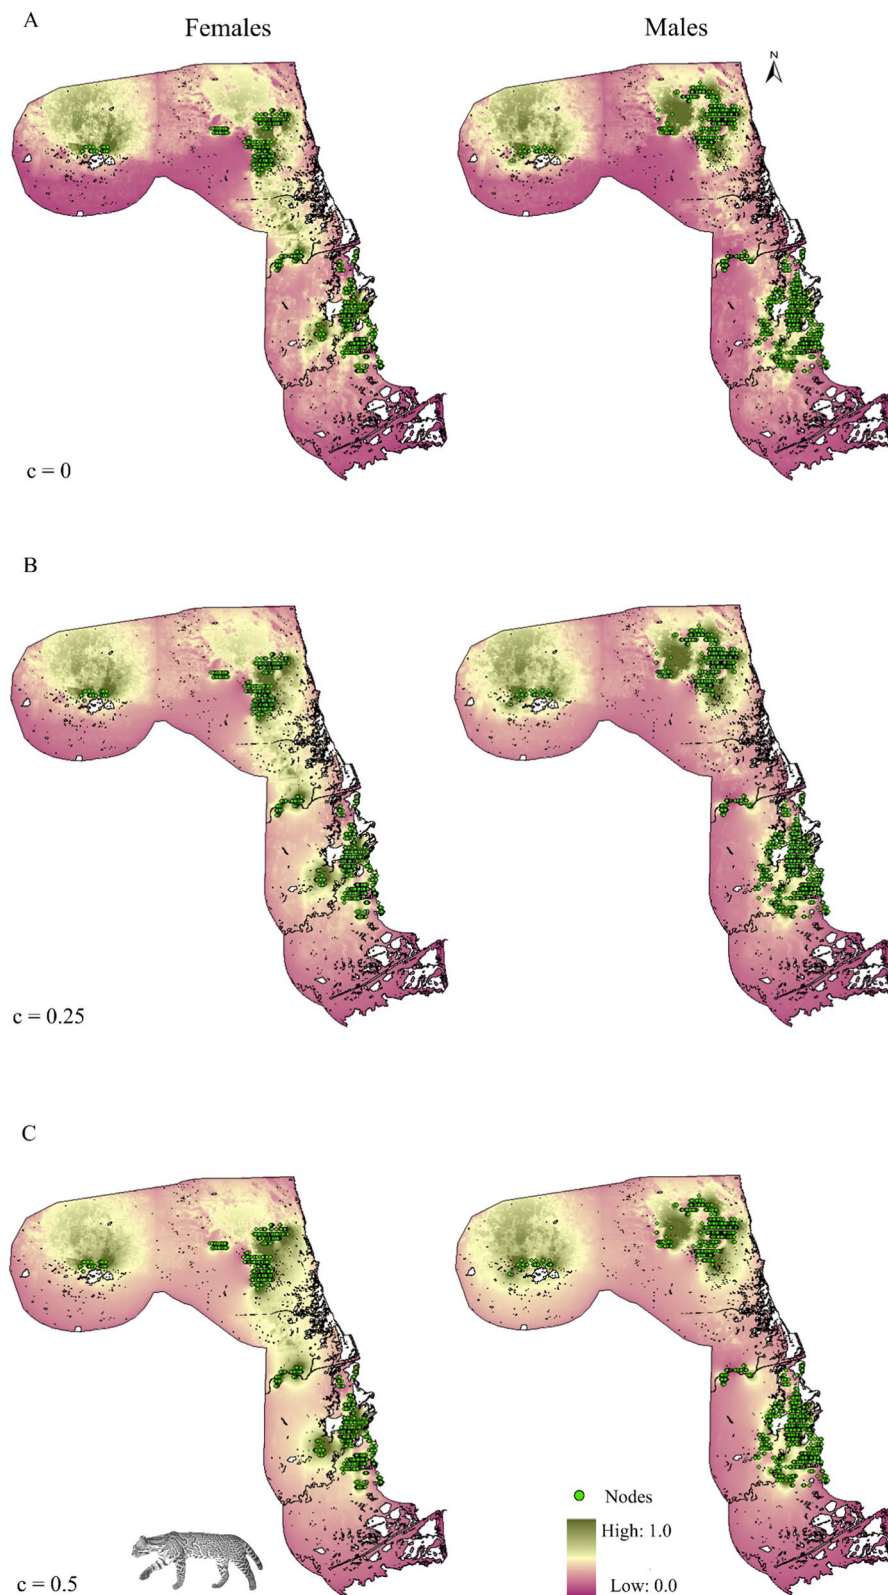 A
Females
Males
N
c = 0
B
c = 0.25
C
Nodes
High: 1.0
Low: 0.0
c = 0.5